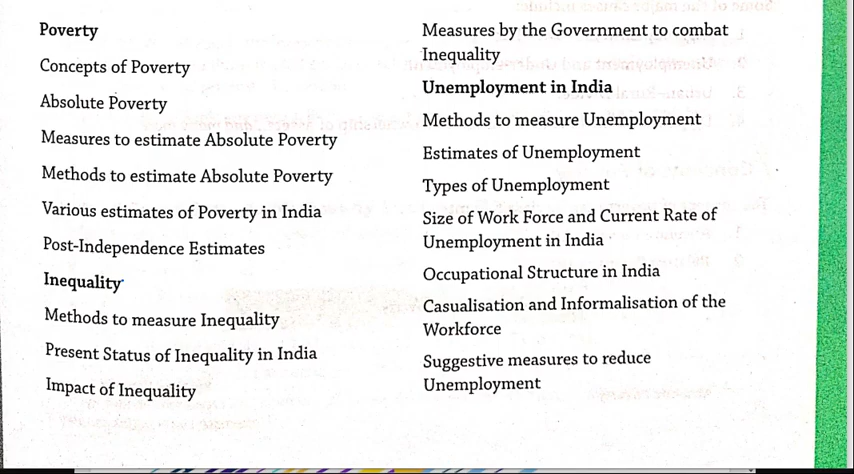 Poverty
Concepts of Poverty
Absolute Poverty
Measures to estimate Absolute Poverty
Methods to estimate Absolute Poverty
Various estimates of Poverty in India
Post-Independence Estimates
Inequality
Methods to measure Inequality
Present Status of Inequality in India
Impact of Inequality
Measures by the Government to combat
Inequality
Unemployment in India
Methods to measure Unemployment
Estimates of Unemployment
Types of Unemployment
Size of Work Force and Current Rate of
Unemployment in India
Occupational Structure in India
Casualisation and Informalisation of the
Workforce
Suggestive measures to reduce
Unemployment